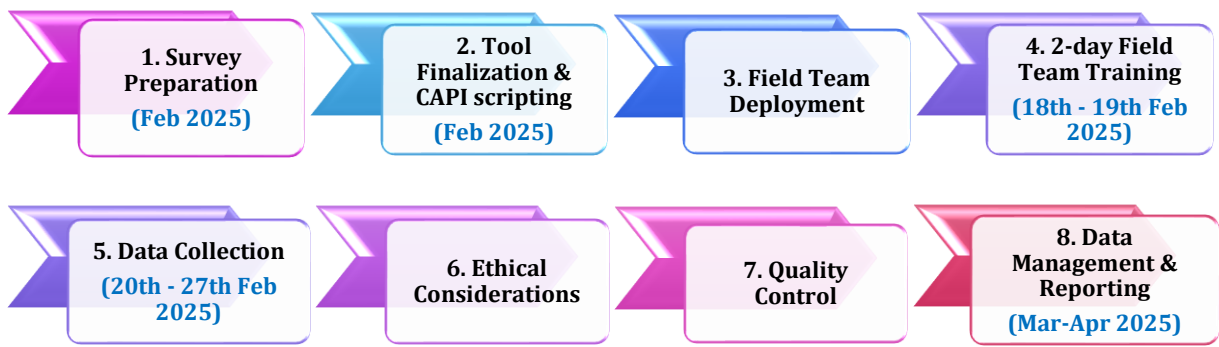 1. Survey
Preparation
(Feb 2025)
2. Tool
Finalization &
CAPI scripting
(Feb 2025)
3. Field Team
Deployment
4. 2-day Field
Team Training
(18th - 19th Feb
2025)
5. Data Collection
(20th - 27th Feb
2025)
6. Ethical
Considerations
7. Quality
Control
8. Data
Management &
Reporting
(Mar-Apr 2025)